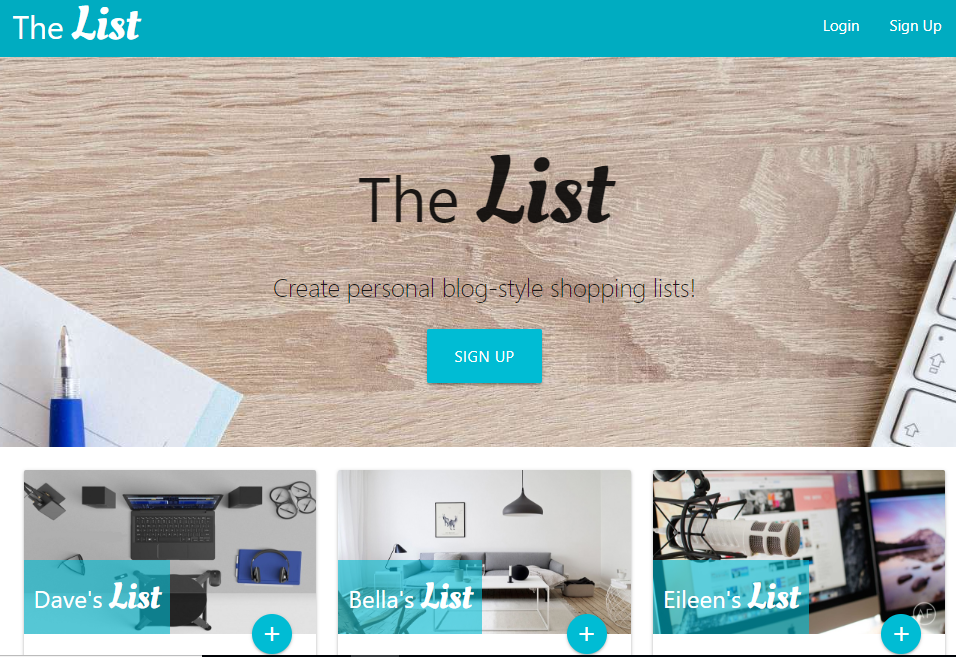 The List
Login
Sign Up
The List
Create personal blog-style shopping lists!
SIGN UP
Dave's List
Bella's List
Eileen's List
+
+
+